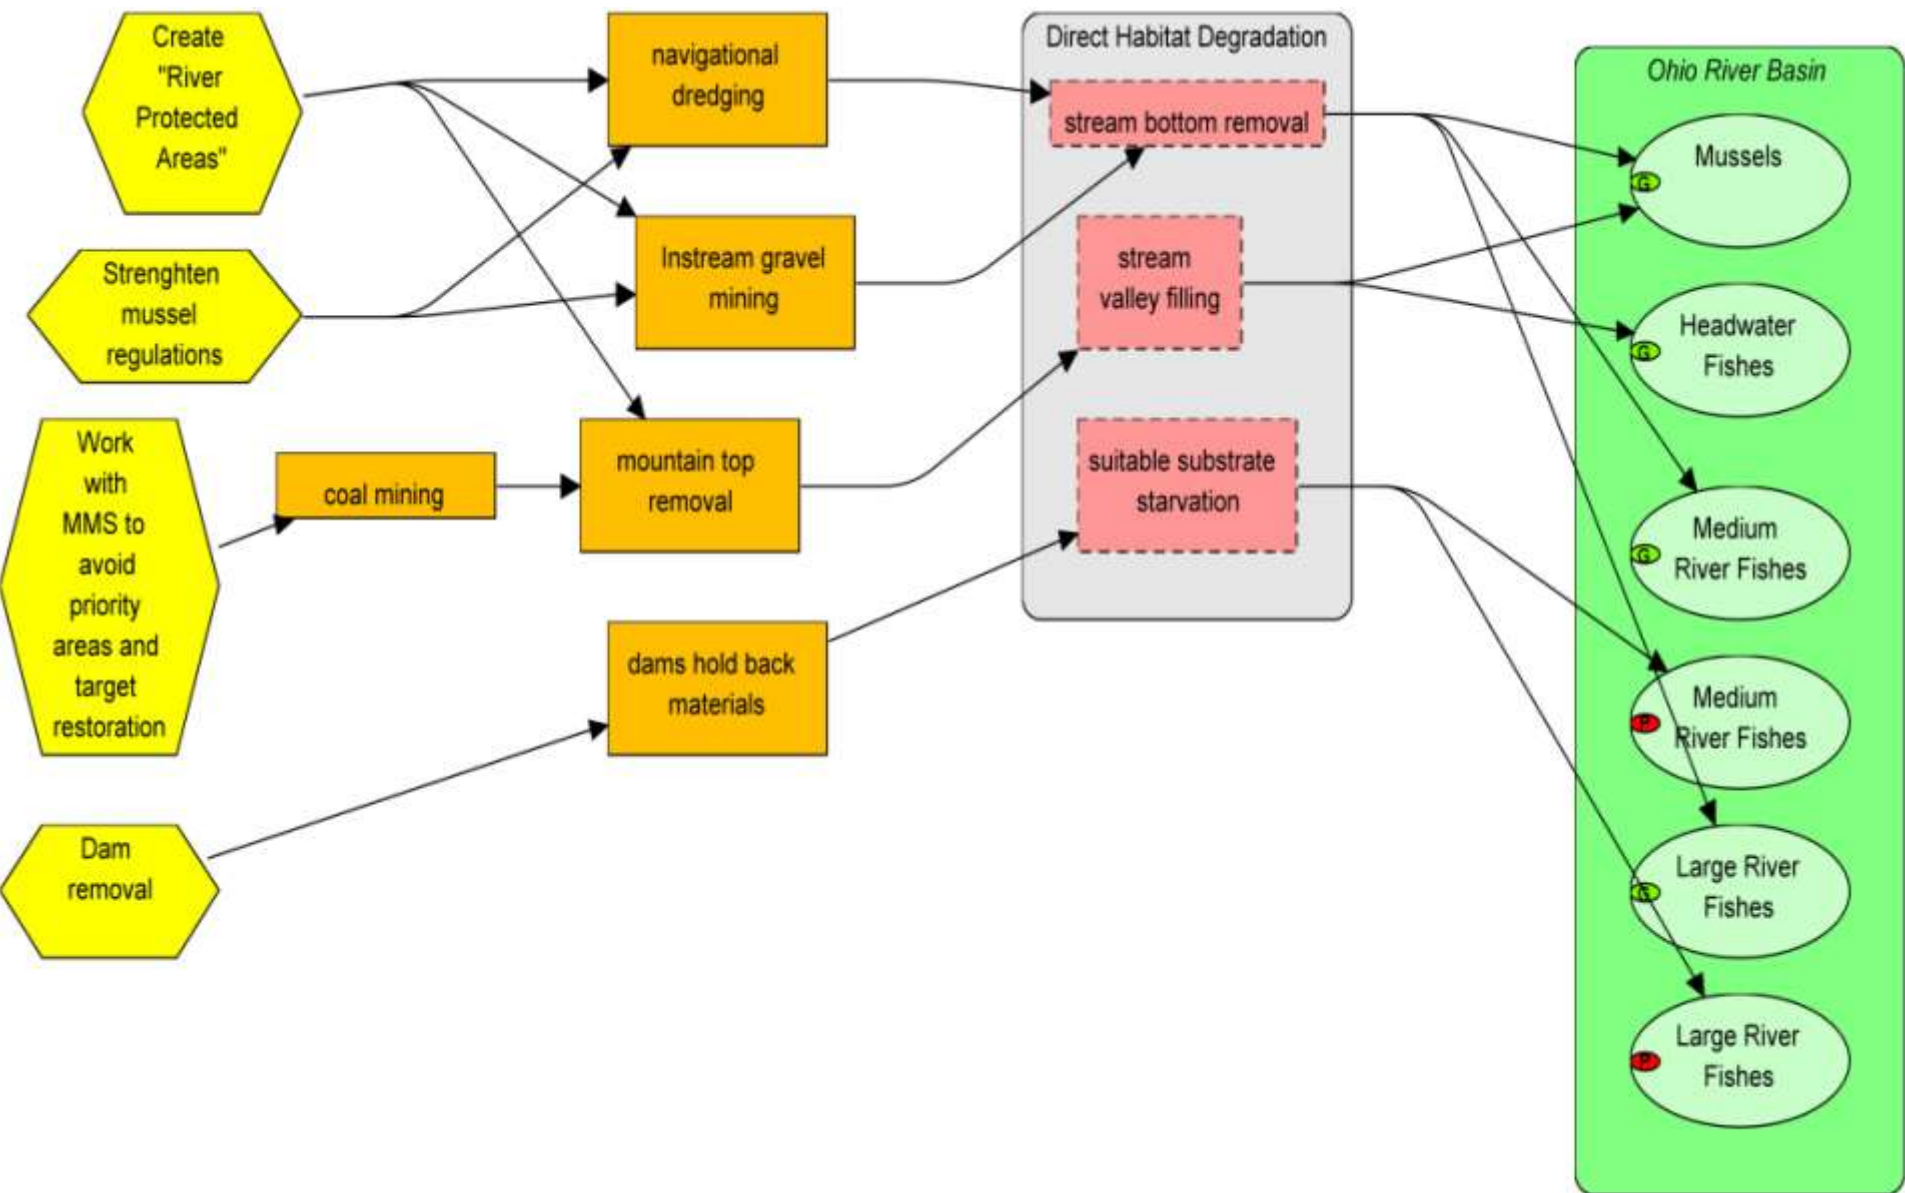 Create
"River
Protected
Areas"
Strenghten
mussel
regulations
Work
with
MMS to
avoid
priority
areas and
target
restoration
Dam
removal
coal mining
navigational
dredging
Instream gravel
mining
mountain top
removal
dams hold back
materials
Direct Habitat Degradation
stream bottom removal
stream
valley filling
suitable substrate
starvation
Ohio River Basin
Mussels
G
Headwater
Fishes
G
Medium
River Fishes
G
Medium
River Fishes
P
Large River
Fishes
G
Large River
Fishes
P